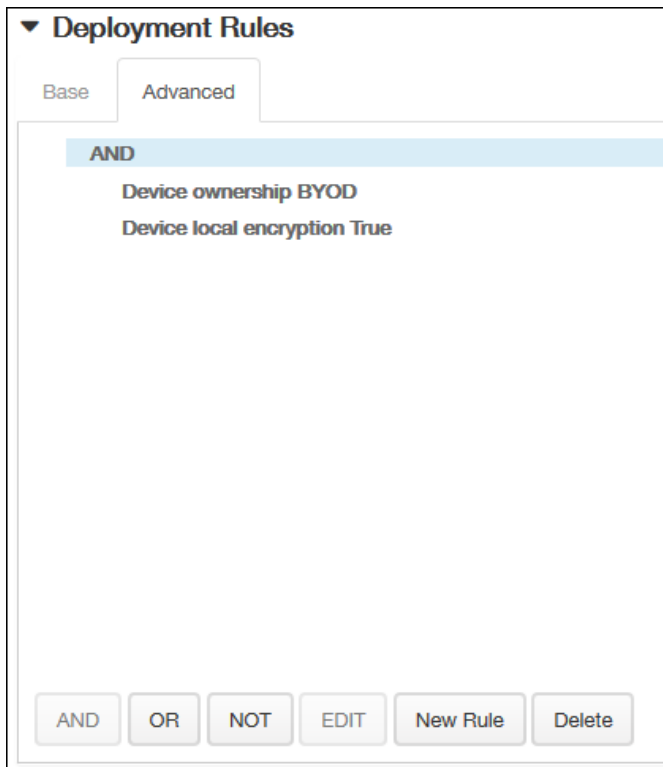 Deployment Rules
Base Advanced
AND
Device ownership BYOD
Device local encryption True
AND OR NOT EDIT New Rule Delete